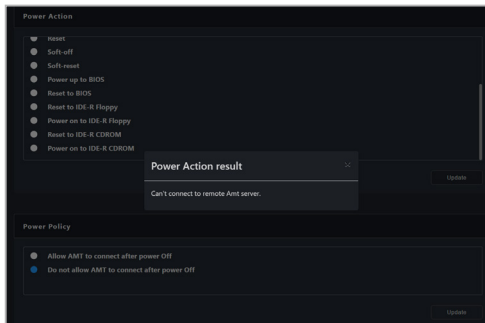 Power Action
Reset
Soft-off
Soft-reset
Power up to BIOS
Reset to BIOS
Reset to IDE-R Floppy
Power on to IDE-R Floppy
Reset to IDE-R CDROM
Power on to IDE-R CDROM
Power Action result
Can't connect to remote Amt server.
Update
Power Policy
Allow AMT to connect after power Off
Do not allow AMT to connect after power Off
Update